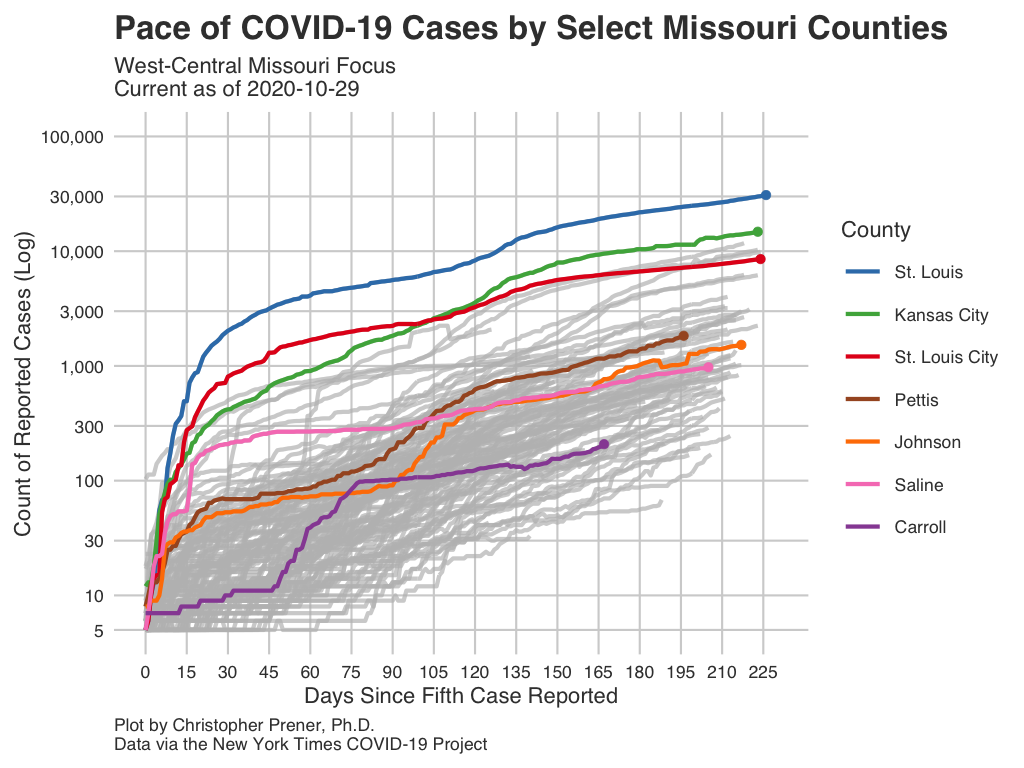 Pace of COVID-19 Cases by Select Missouri Counties
West-Central Missouri Focus
Current as of 2020-10-29
Count of Reported Cases (Log)
100,000
30,000
10,000
3,000
1,000
300
100
30
10
5
0 15 30 45 60 75 90 105 120 135 150 165 180 195 210 225
Days Since Fifth Case Reported
County
St. Louis
Kansas City
St. Louis City
Pettis
Johnson
Saline
Carroll
Plot by Christopher Prener, Ph.D.
Data via the New York Times COVID-19 Project